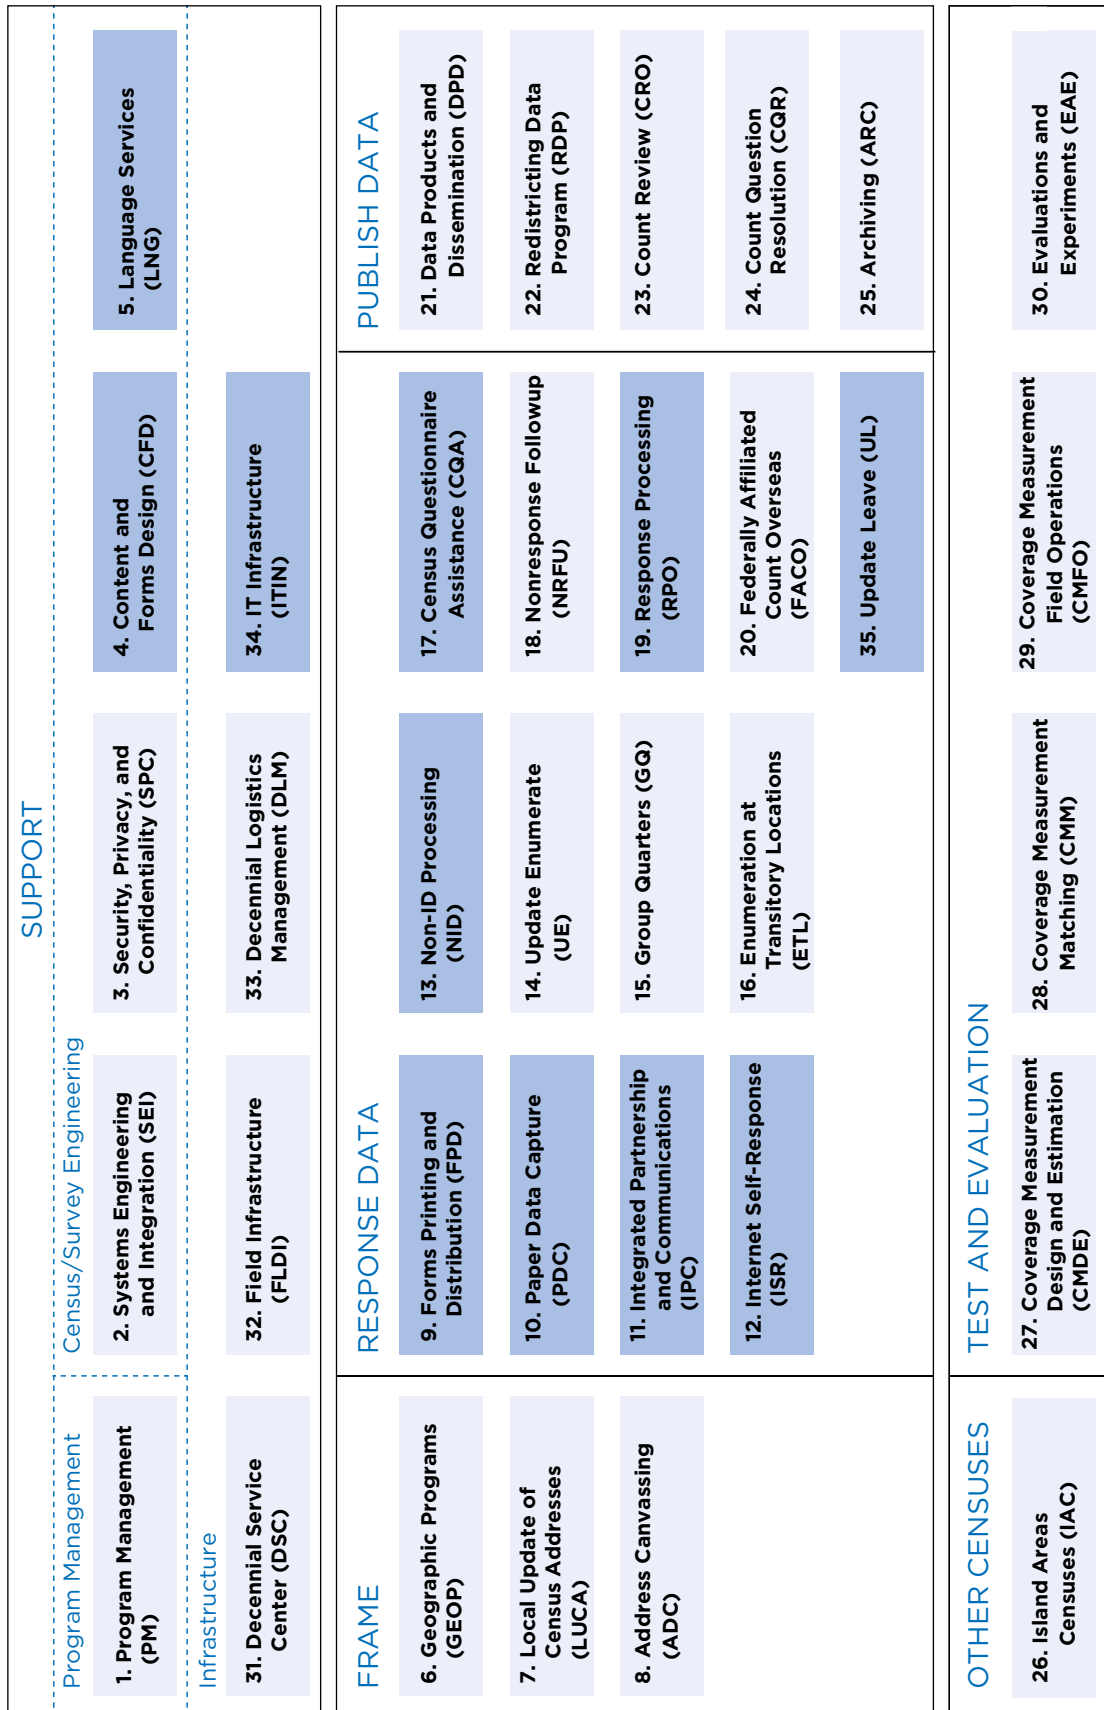 SUPPORT
Program Management
1. Program Management
(PM)
Census/Survey Engineering
2. Systems Engineering
and Integration (SEI)
3. Security, Privacy, and
Confidentiality (SPC)
4. Content and
Forms Design (CFD)
5. Language Services
(LNG)
Infrastructure
31. Decennial Service
Center (DSC)
32. Field Infrastructure
(FLDI)
33. Decennial Logistics
Management (DLM)
34. IT Infrastructure
(ITIN)
FRAME
6. Geographic Programs
(GEOP)
7. Local Update of
Census Addresses
(LUCA)
8. Address Canvassing
(ADC)
RESPONSE DATA
9. Forms Printing and
Distribution (FPD)
10. Paper Data Capture
(PDC)
11. Integrated Partnership
and Communications
(IPC)
12. Internet Self-Response
(ISR)
13. Non-ID Processing
(NID)
14. Update Enumerate
(UE)
15. Group Quarters (GQ)
16. Enumeration at
Transitory Locations
(ETL)
17. Census Questionnaire
Assistance (CQA)
18. Nonresponse Followup
(NRFU)
19. Response Processing
(RPO)
20. Federally Affiliated
Count Overseas
(FACO)
35. Update Leave (UL)
PUBLISH DATA
21. Data Products and
Dissemination (DPD)
22. Redistricting Data
Program (RDP)
23. Count Review (CRO)
24. Count Question
Resolution (CQR)
25. Archiving (ARC)
OTHER CENSUSES
26. Island Areas
Censuses (IAC)
TEST AND EVALUATION
27. Coverage Measurement
Design and Estimation
(CMDE)
28. Coverage Measurement
Matching (CMM)
29. Coverage Measurement
Field Operations
(CMFO)
30. Evaluations and
Experiments (EAE)